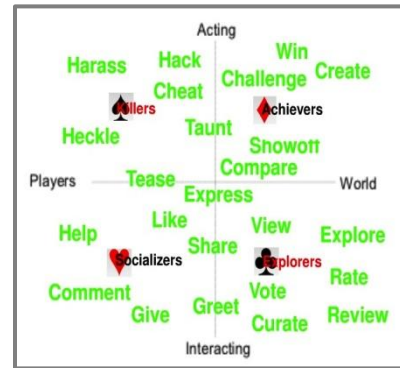 Acting
Win
Hack
Harass
Create
Challenge
Cheat
Killers
Achievers
Taunt
Heckle
Showoff
Compare
Players
Tease
World
Express
Like
View
Help
Explore
Share
Socializers
Explorers
Rate
Comment
Vote
Greet
Give
Review
Curate
Interacting